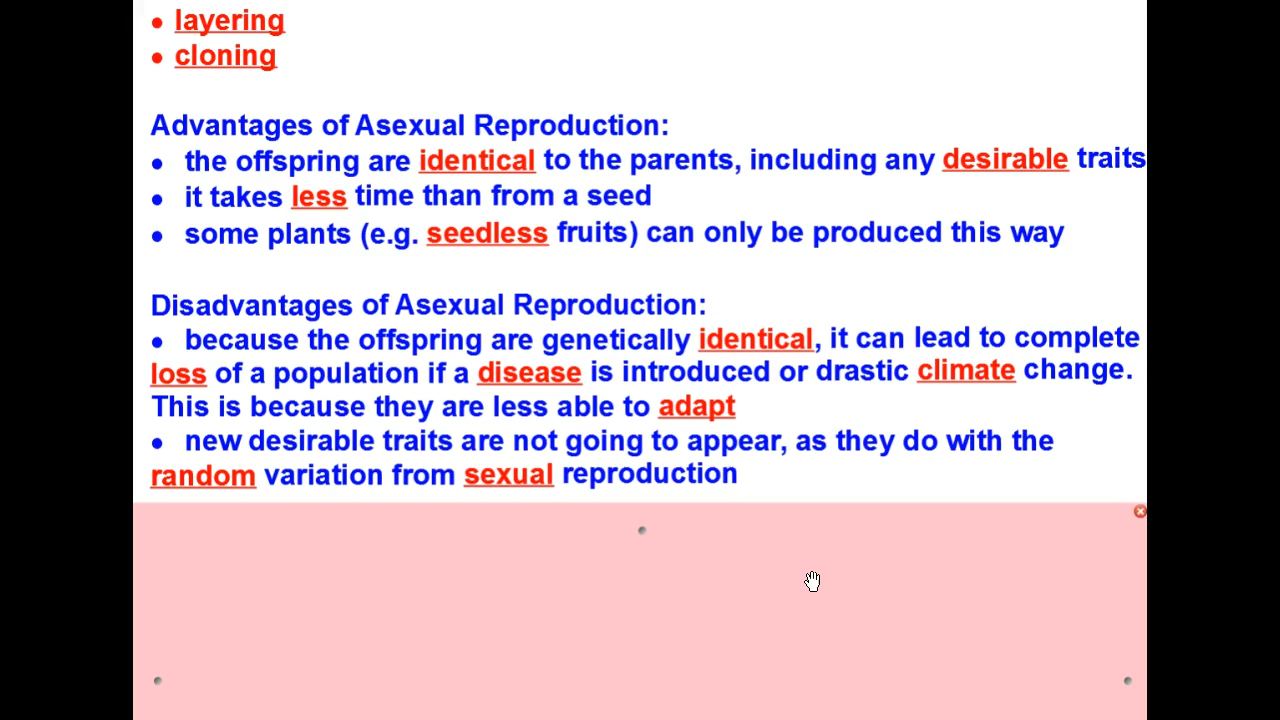 • layering
• cloning
Advantages of Asexual Reproduction:
• the offspring are identical to the parents, including any desirable traits
• it takes less time than from a seed
• some plants (e.g. seedless fruits) can only be produced this way
Disadvantages of Asexual Reproduction:
• because the offspring are genetically identical, it can lead to complete
loss of a population if a disease is introduced or drastic climate change.
This is because they are less able to adapt
• new desirable traits are not going to appear, as they do with the
random variation from sexual reproduction